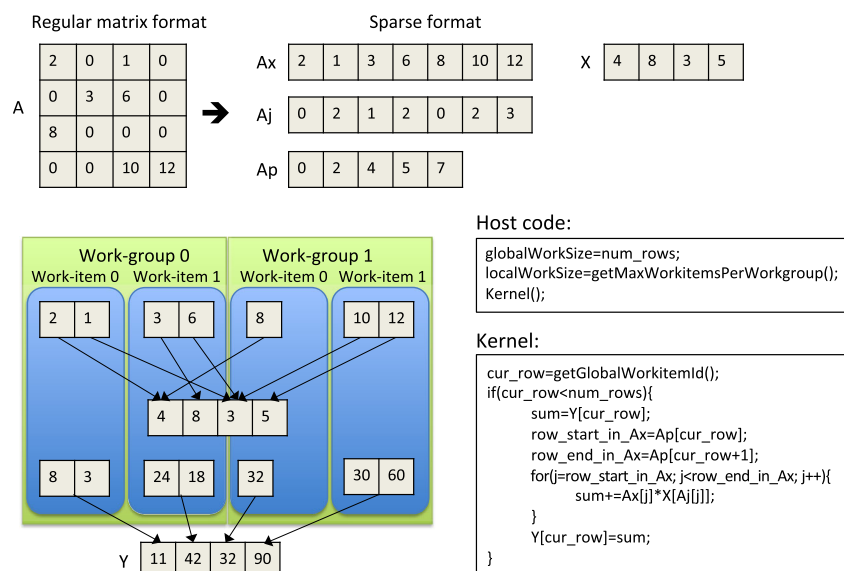 Regular matrix format
Sparse format
A
2 0 1 0
0 3 6 0
8 0 0 0
0 0 10 12
Ax 2 1 3 6 8 10 12
Aj 0 2 1 2 0 2 3
Ap 0 2 4 5 7
X 4 8 3 5
Work-group 0 Work-group 1
Work-item 0 Work-item 1 Work-item 0 Work-item 1
2 1 3 6 8 10 12
4 8 3 5
8 3 24 18 32 30 60
Y 11 42 32 90
Host code:
globalWorkSize=num_rows;
localWorkSize=getMaxWorkitemsPerWorkgroup();
Kernel();
Kernel:
cur_row=getGlobalWorkitemId();
if(cur_row<num_rows){
sum=Y[cur_row];
row_start_in_Ax=Ap[cur_row];
row_end_in_Ax=Ap[cur_row+1];
for(j=row_start_in_Ax; j<row_end_in_Ax; j++){
sum+=Ax[j]*X[Aj[j]];
}
Y[cur_row]=sum;
}